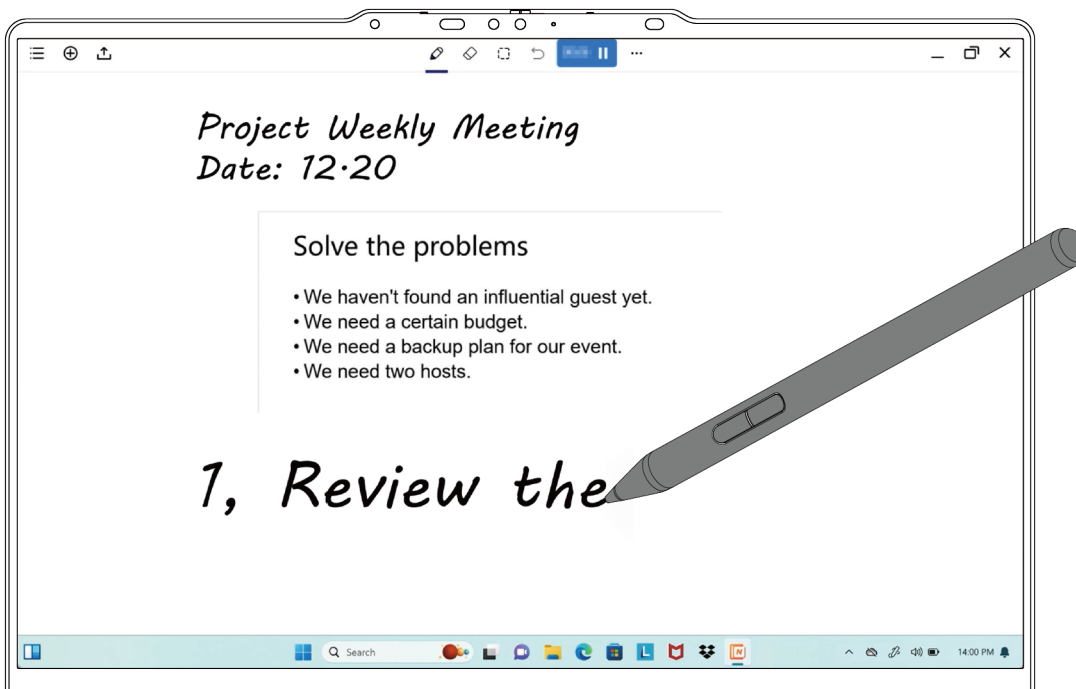 Project Weekly Meeting
Date: 12·20
Solve the problems
• We haven't found an influential guest yet.
• We need a certain budget.
• We need a backup plan for our event.
• We need two hosts.
1, Review the
Search
14:00 PM